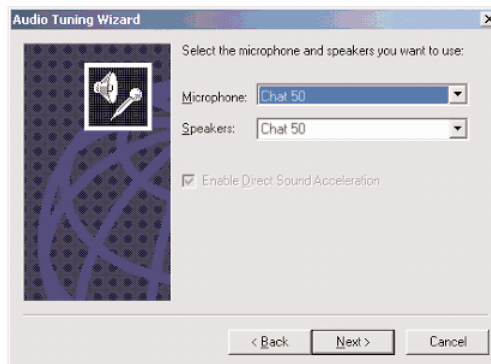 Audio Tuning Wizard
Select the microphone and speakers you want to use:
Microphone: Chat 50
Speakers: Chat 50
Enable Direct Sound Acceleration
< Back Next > Cancel